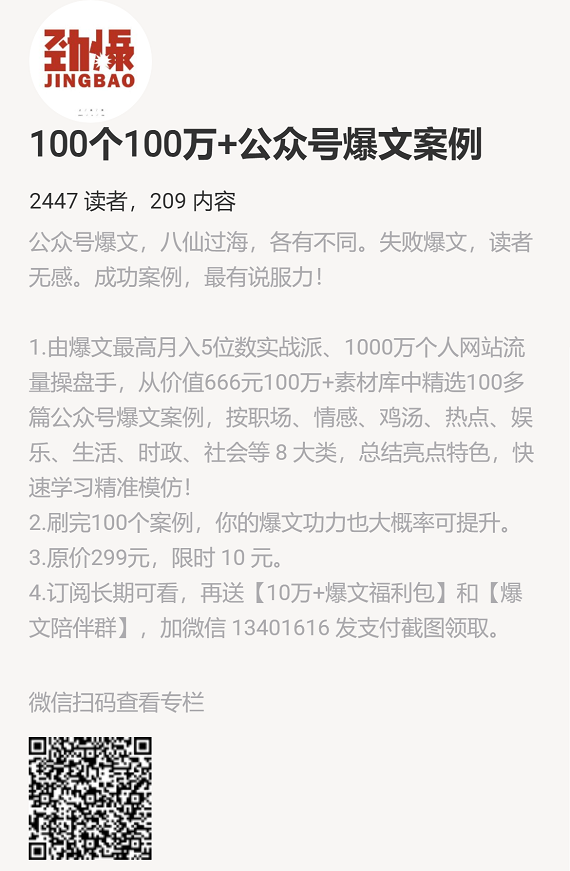 劲爆
JINGBAO
100个100万+公众号爆文案例
2447 读者，209 内容
公众号爆文，八仙过海，各有不同。失败爆文，读者
无感。成功案例，最有说服力！
1.由爆文最高月入5位数实战派、1000万个人网站流
量操盘手，从价值666元100万+素材库中精选100多
篇公众号爆文案例，按职场、情感、鸡汤、热点、娱
乐、生活、时政、社会等 8 大类，总结亮点特色，快
速学习精准模仿！
2.刷完100个案例，你的爆文功力也大概率可提升。
3.原价299元，限时 10 元。
4.订阅长期可看，再送【10万+爆文福利包】和【爆
文陪伴群】，加微信 13401616 发支付截图领取。
微信扫码查看专栏